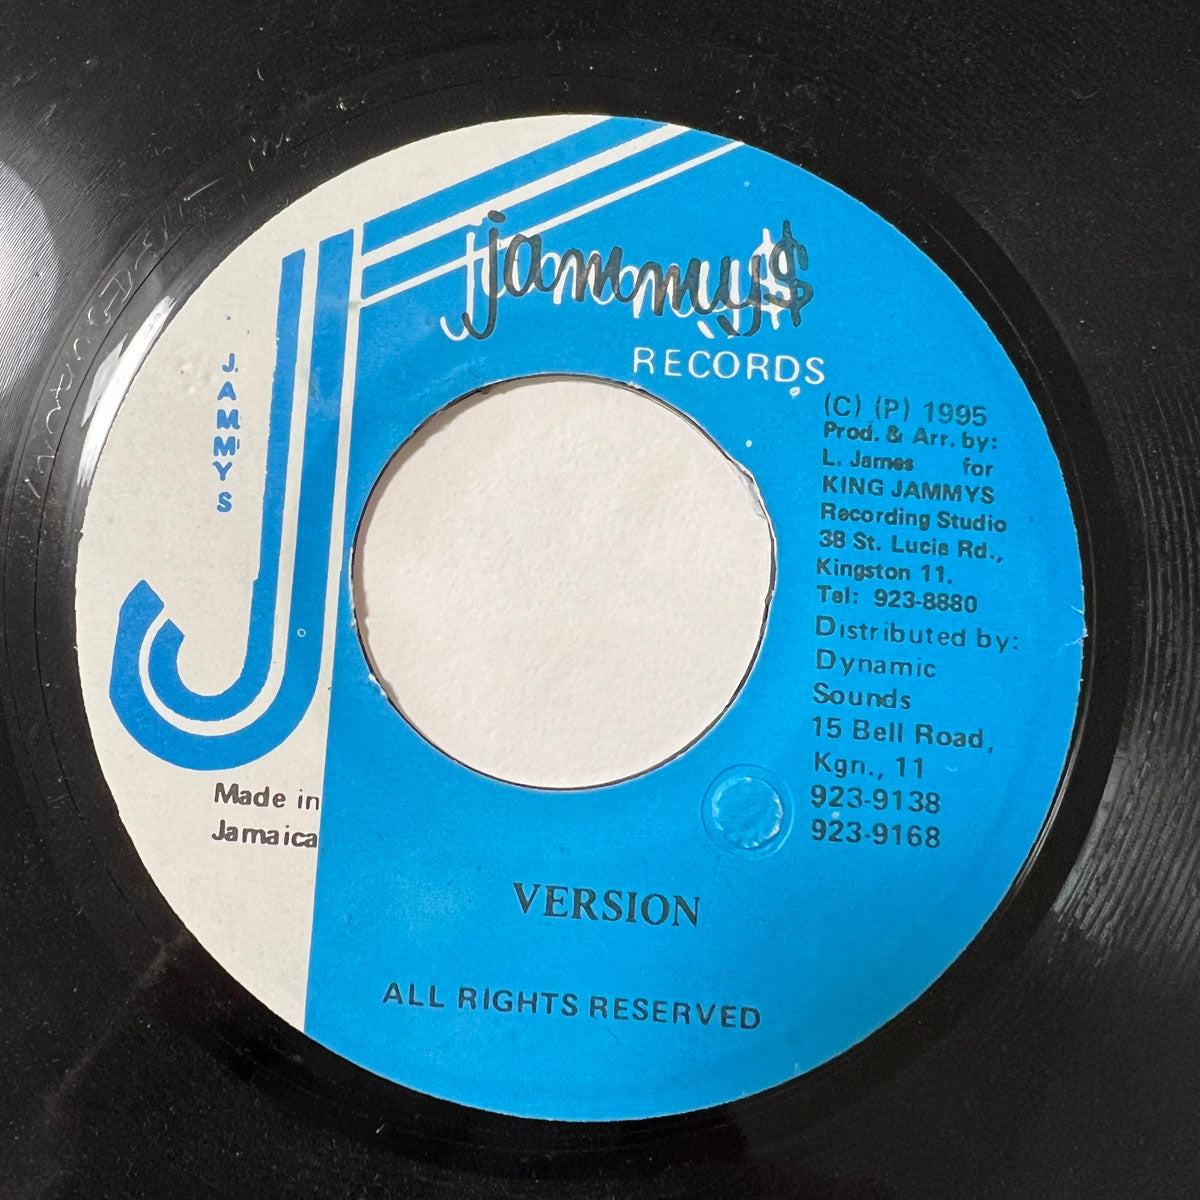 jammy$
RECORDS
JAMMYS
(C) (P) 1995
Prod. & Arr. by:
L. James for
KING JAMMYS
Recording Studio
38 St. Lucia Rd.,
Kingston 11.
Tel: 923-8880
Distributed by:
Dynamic
Sounds
15 Bell Road,
Kgn., 11
923-9138
923-9168
Made in
Jamaica
VERSION
ALL RIGHTS RESERVED